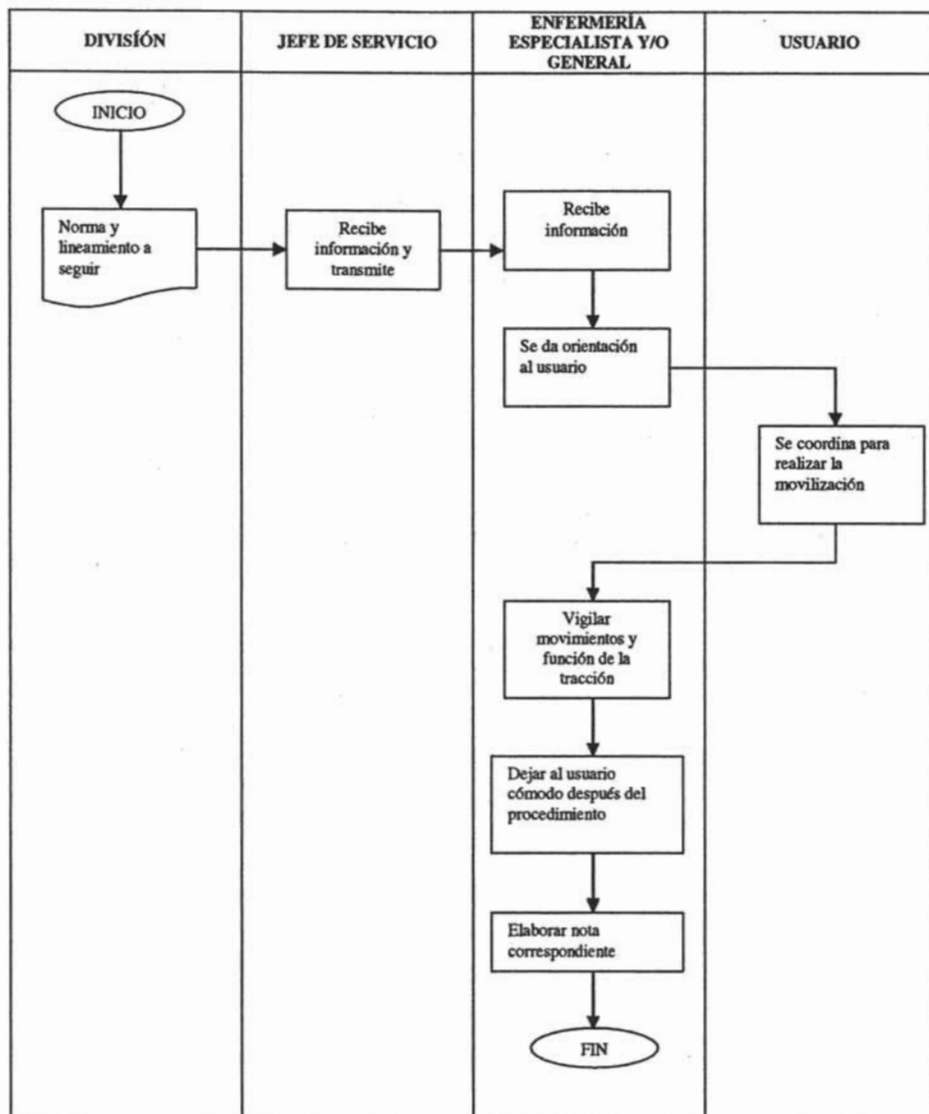 DIVISÍÓN
JEFE DE SERVICIO
ENFERMERÍA
ESPECIALISTA Y/O
GENERAL
USUARIO
INICIO
Norma y
lineamiento a
seguir
Recibe
información y
transmite
Recibe
información
Se da orientación
al usuario
Se coordina para
realizar la
movilización
Vigilar
movimientos y
función de la
tracción
Dejar al usuario
cómodo después del
procedimiento
Elaborar nota
correspondiente
FIN